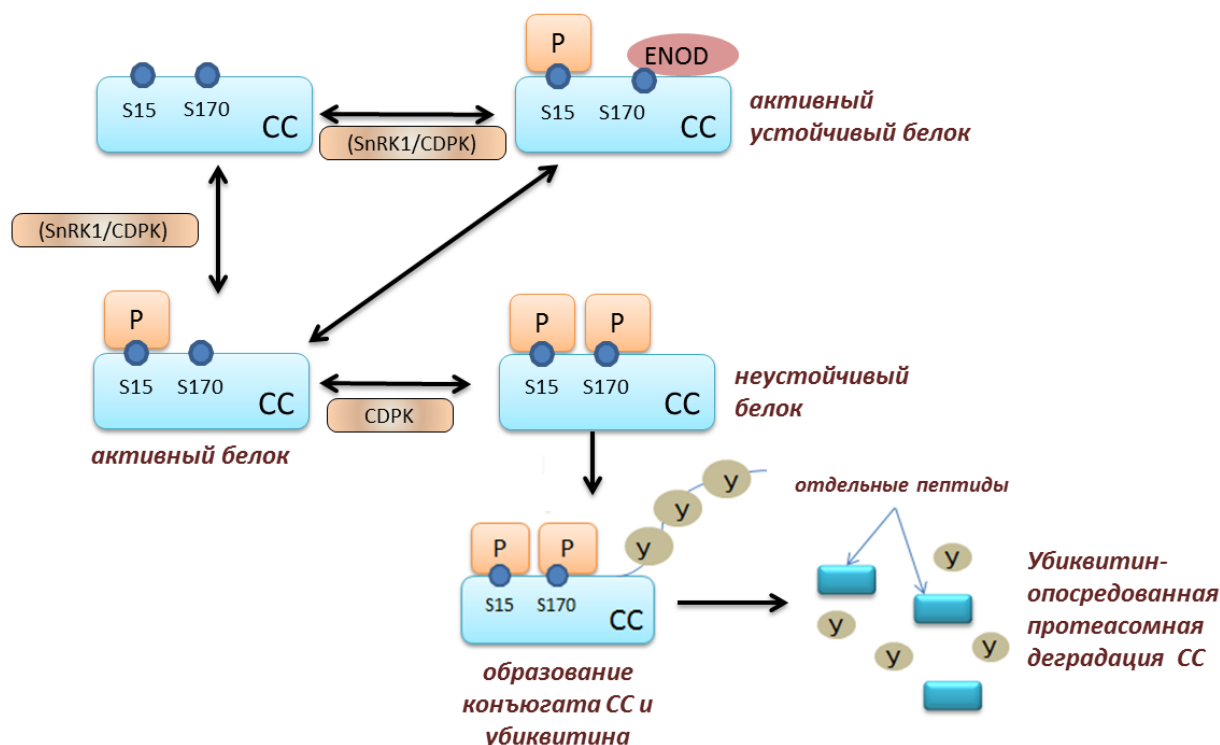 P
ENOD
S15 S170
CC
(SnRK1/CDPK)
S15 S170
CC
активный
устойчивый белок
(SnRK1/CDPK)
P
S15 S170
CC
активный белок
CDPK
P P
S15 S170
CC
неустойчивый
белок
P P
S15 S170
CC
У
У
У
образование
конъюгата СС и
убиквитина
отдельные пептиды
У
У
У
У
Убиквитин-
опосредованная
протеасомная
деградация СС